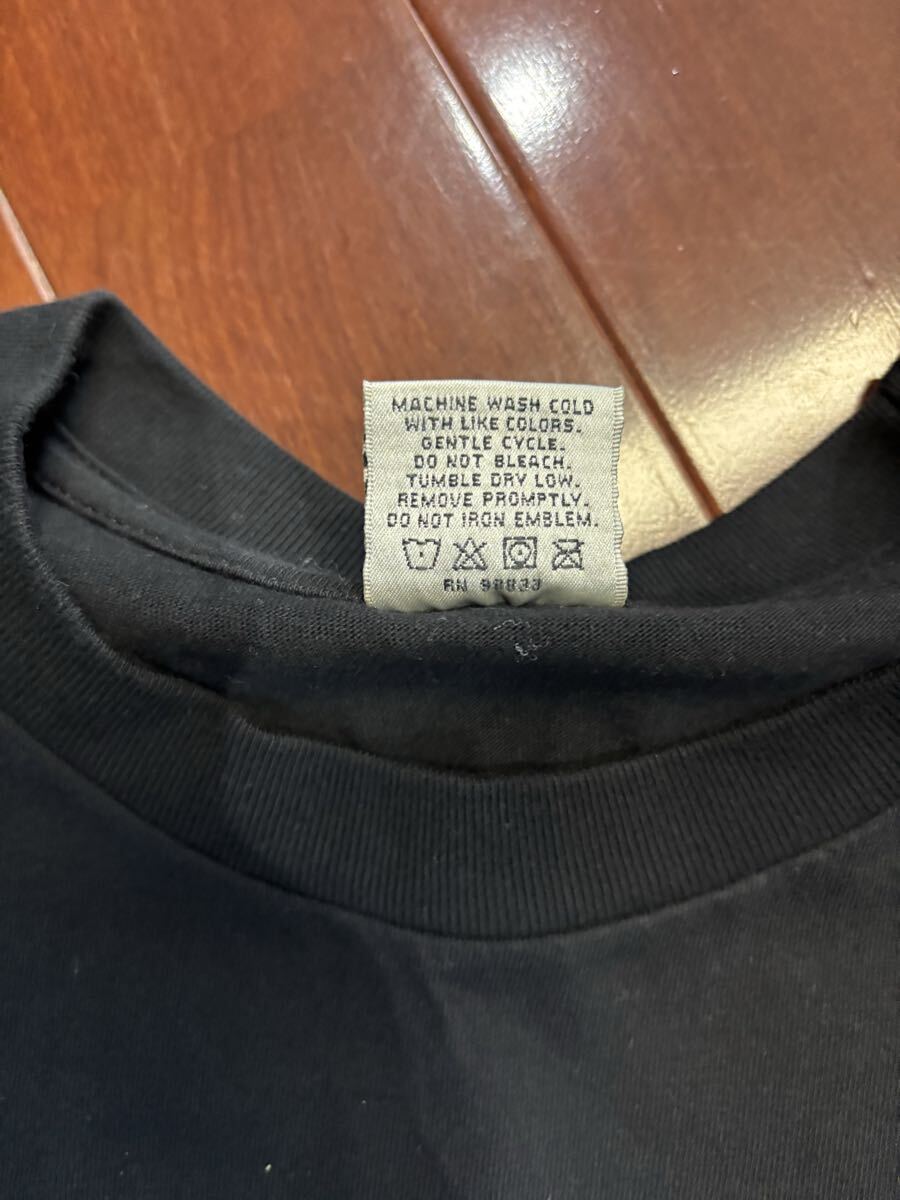 MACHINE WASH COLD
WITH LIKE COLORS.
GENTLE CYCLE.
DO NOT BLEACH.
TUMBLE DRY LOW.
REMOVE PROMPTLY.
DO NOT IRON EMBLEM.
RN 98833